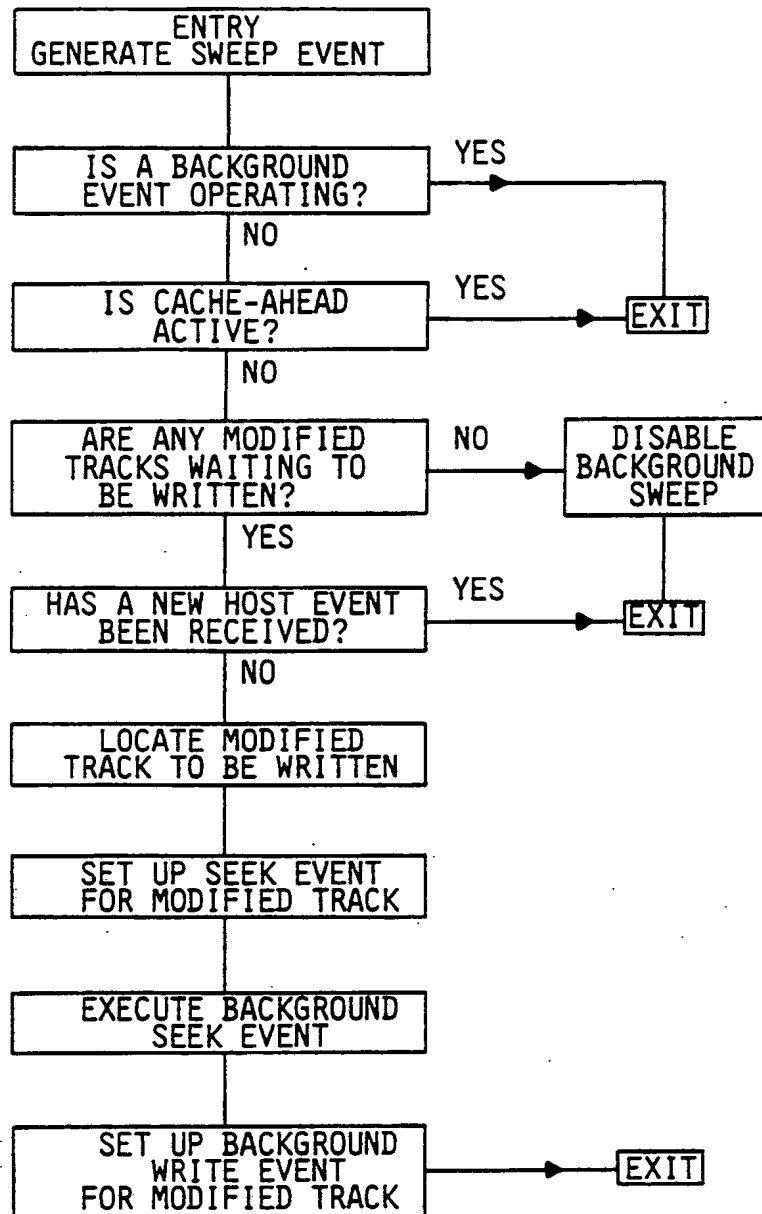 ENTRY
GENERATE SWEEP EVENT
IS A BACKGROUND
EVENT OPERATING?
YES
NO
IS CACHE-AHEAD
ACTIVE?
YES
EXIT
NO
ARE ANY MODIFIED
TRACKS WAITING TO
BE WRITTEN?
NO
DISABLE
BACKGROUND
SWEEP
YES
HAS A NEW HOST EVENT
BEEN RECEIVED?
YES
EXIT
NO
LOCATE MODIFIED
TRACK TO BE WRITTEN
SET UP SEEK EVENT
FOR MODIFIED TRACK
EXECUTE BACKGROUND
SEEK EVENT
SET UP BACKGROUND
WRITE EVENT
FOR MODIFIED TRACK
EXIT